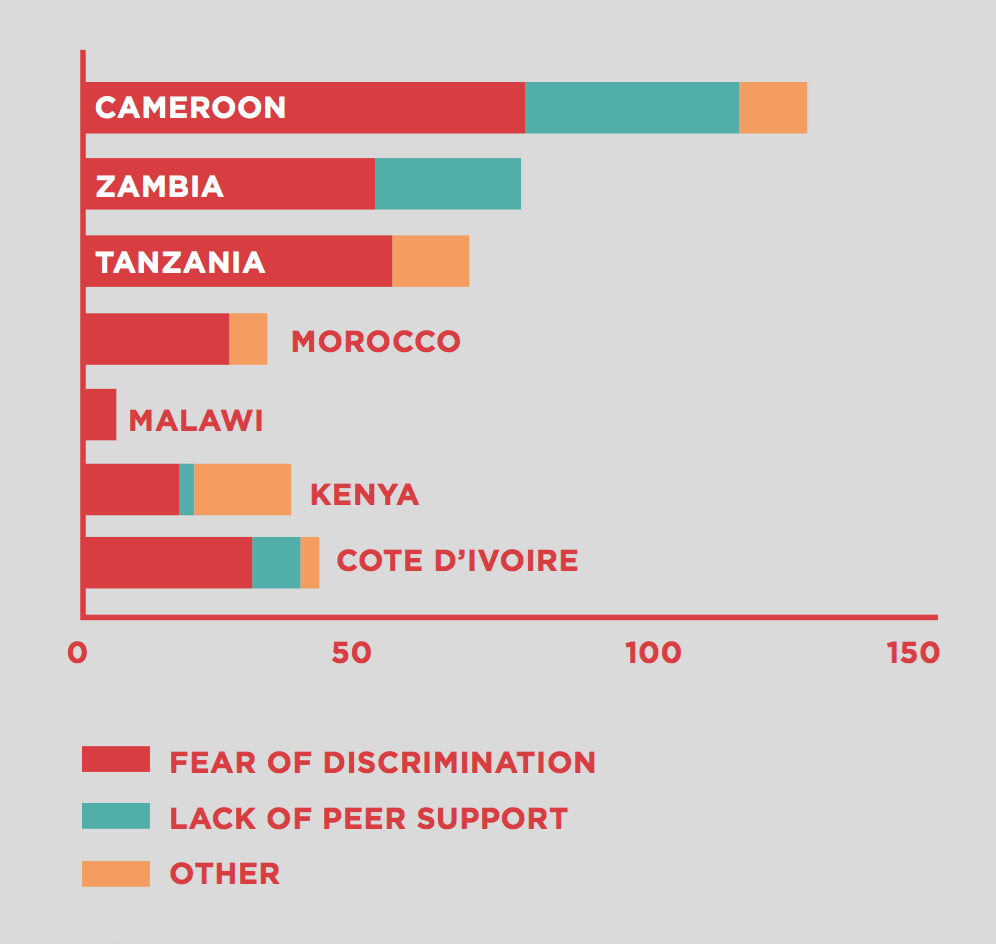 CAMEROON
ZAMBIA
TANZANIA
MOROCCO
MALAWI
KENYA
COTE D’IVOIRE
0 50 100 150
FEAR OF DISCRIMINATION
LACK OF PEER SUPPORT
OTHER